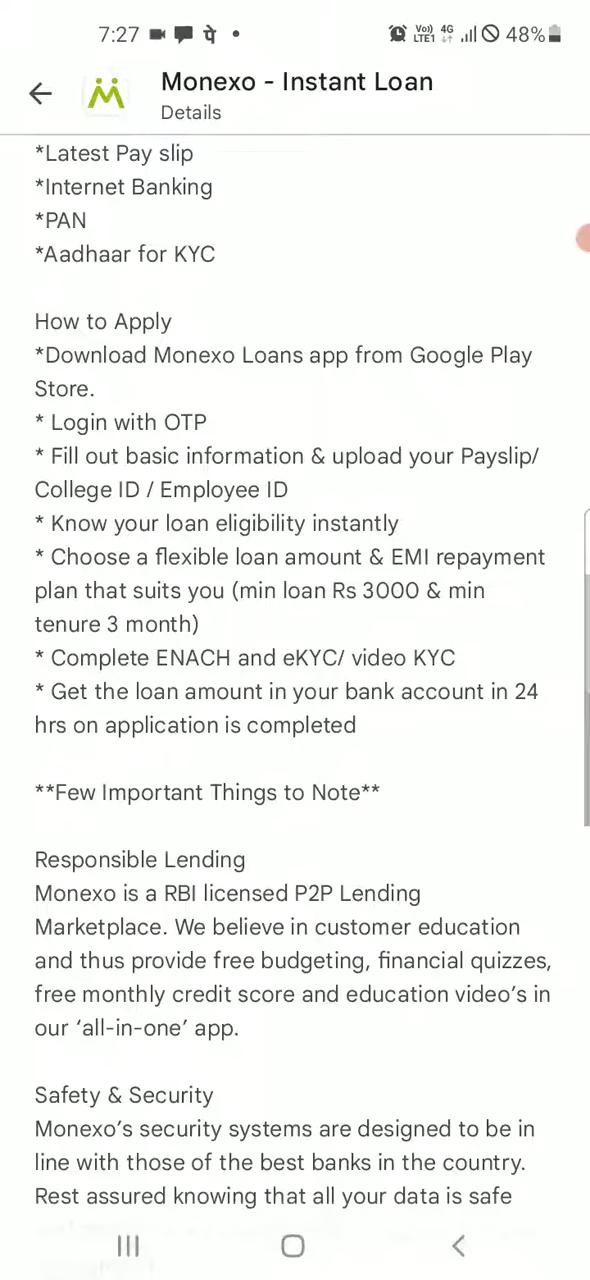 7:27 पे • Vo) 4G LTE1 48%
Monexo - Instant Loan
Details
*Latest Pay slip
*Internet Banking
*PAN
*Aadhaar for KYC
How to Apply
*Download Monexo Loans app from Google Play
Store.
* Login with OTP
* Fill out basic information & upload your Payslip/
College ID / Employee ID
* Know your loan eligibility instantly
* Choose a flexible loan amount & EMI repayment
plan that suits you (min loan Rs 3000 & min
tenure 3 month)
* Complete ENACH and eKYC/ video KYC
* Get the loan amount in your bank account in 24
hrs on application is completed
**Few Important Things to Note**
Responsible Lending
Monexo is a RBI licensed P2P Lending
Marketplace. We believe in customer education
and thus provide free budgeting, financial quizzes,
free monthly credit score and education video’s in
our ‘all-in-one’ app.
Safety & Security
Monexo’s security systems are designed to be in
line with those of the best banks in the country.
Rest assured knowing that all your data is safe